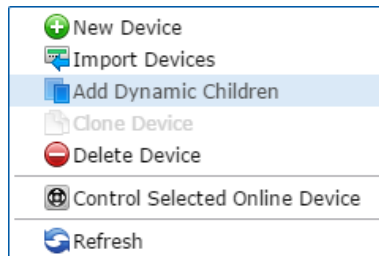 New Device
Import Devices
Add Dynamic Children
Clone Device
Delete Device
Control Selected Online Device
Refresh